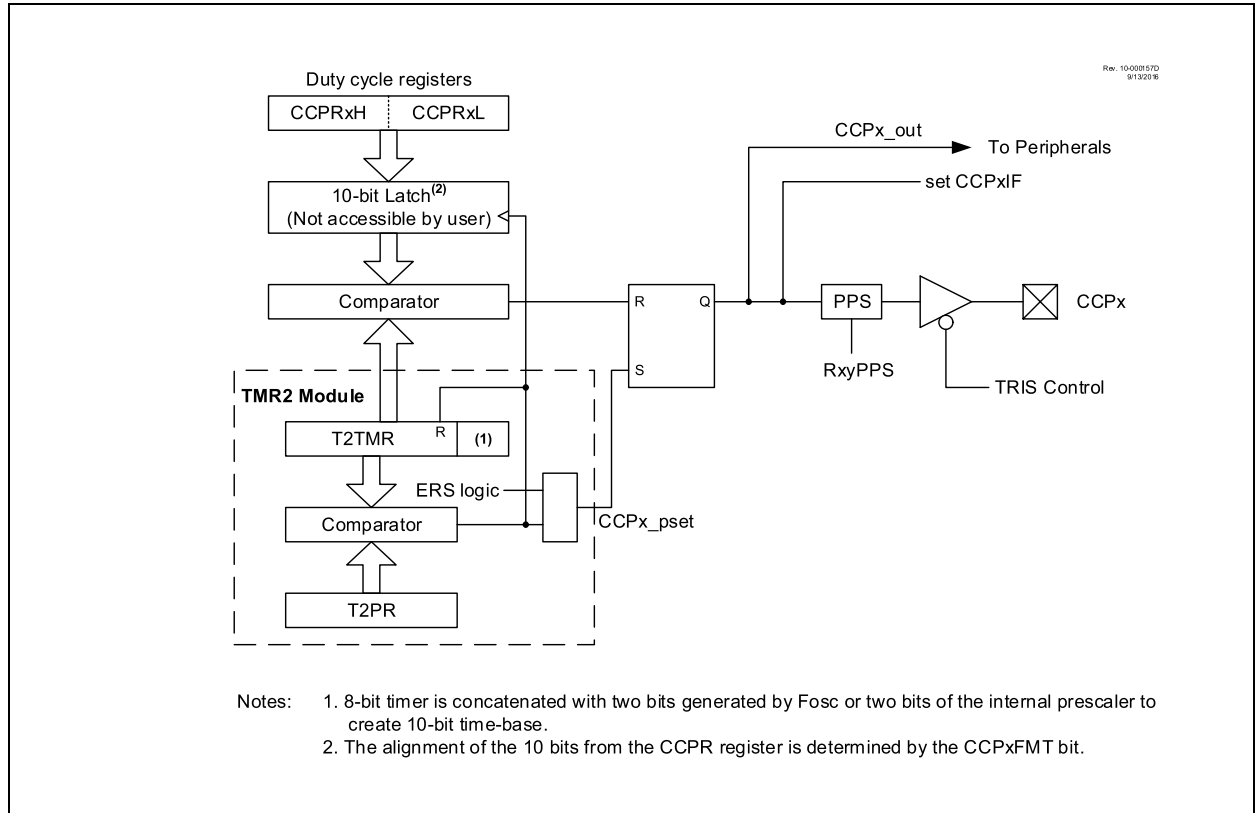 Rev. 10-000157D
9/13/2016
Duty cycle registers
CCPRxH CCPRxL
CCPx_out
To Peripherals
set CCPxIF
10-bit Latch(2)
(Not accessible by user)
Comparator
R Q
PPS
CCPx
S
RxyPPS
TRIS Control
TMR2 Module
T2TMR R (1)
ERS logic
Comparator
CCPx_pset
T2PR
Notes: 1. 8-bit timer is concatenated with two bits generated by Fosc or two bits of the internal prescaler to
create 10-bit time-base.
2. The alignment of the 10 bits from the CCPR register is determined by the CCPxFMT bit.